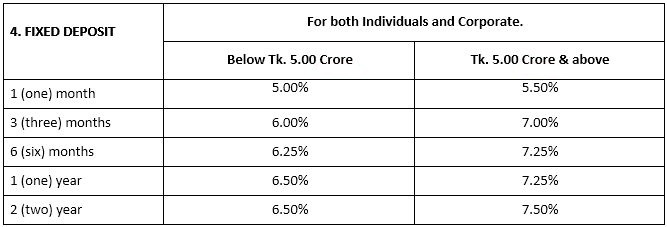 4. FIXED DEPOSIT
For both Individuals and Corporate.
Below Tk. 5.00 Crore
Tk. 5.00 Crore & above
1 (one) month 5.00% 5.50%
3 (three) months 6.00% 7.00%
6 (six) months 6.25% 7.25%
1 (one) year 6.50% 7.25%
2 (two) year 6.50% 7.50%